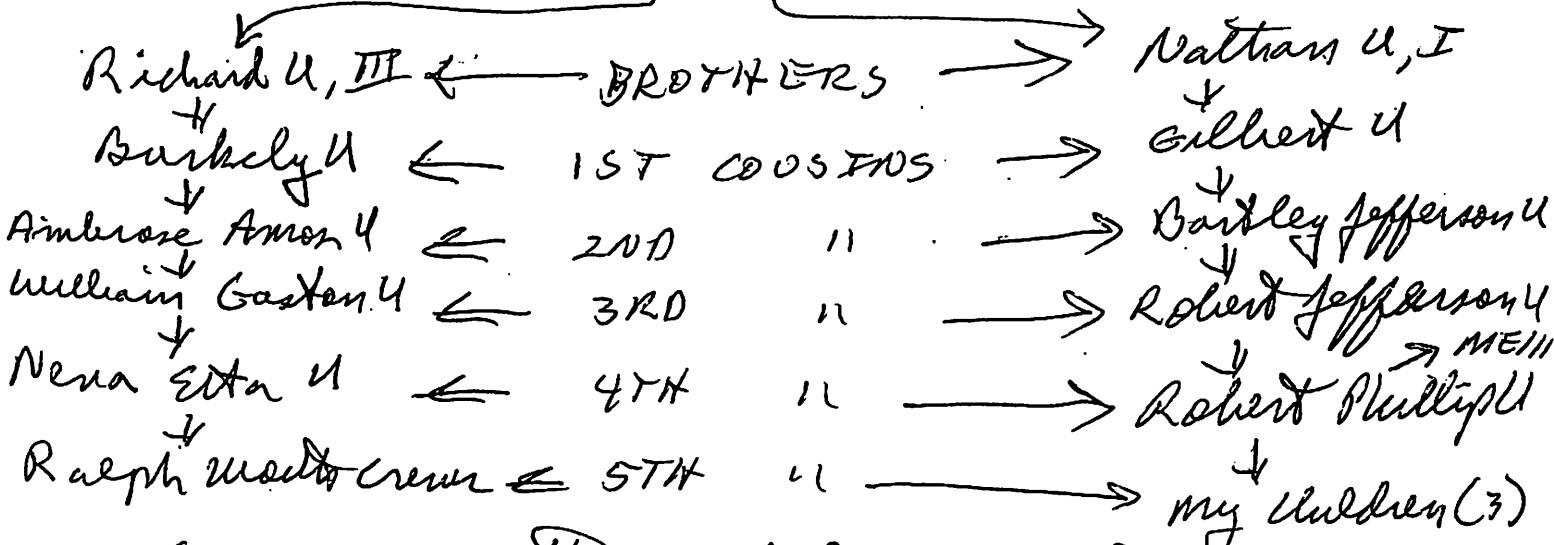 Richard U, III ← BROTHERS → Nathan U, I
Barkely U ← 1ST COUSINS → Gilbert U
Ambrose Amos U ← 2ND " → Bartley Jefferson U
William Gaston U ← 3RD " → Robert Jefferson U
→ ME!!!
Nena Etta U ← 4TH " → Robert Phillip U
Ralph ← 5TH " → My Children (3)